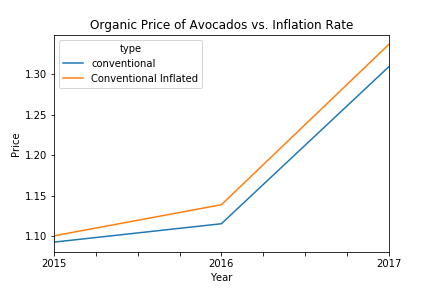 Organic Price of Avocados vs. Inflation Rate
type
conventional
Conventional Inflated
1.30
1.25
1.20
1.15
1.10
Price
2015
2016
2017
Year